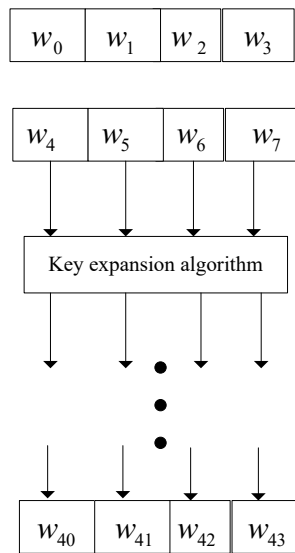 w₀ w₁ w₂ w₃
w₄ w₅ w₆ w₇
Key expansion algorithm
w₄₀ w₄₁ w₄₂ w₄₃